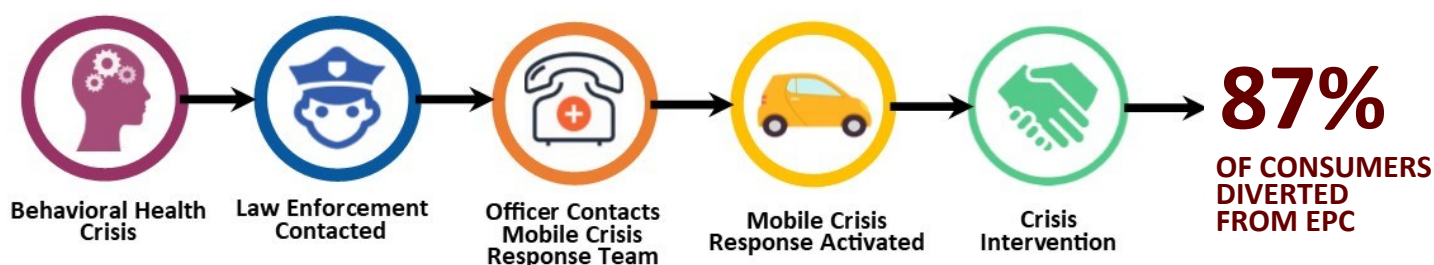 Behavioral Health
Crisis
Law Enforcement
Contacted
Officer Contacts
Mobile Crisis
Response Team
Mobile Crisis
Response Activated
Crisis
Intervention
87%
OF CONSUMERS
DIVERTED
FROM EPC